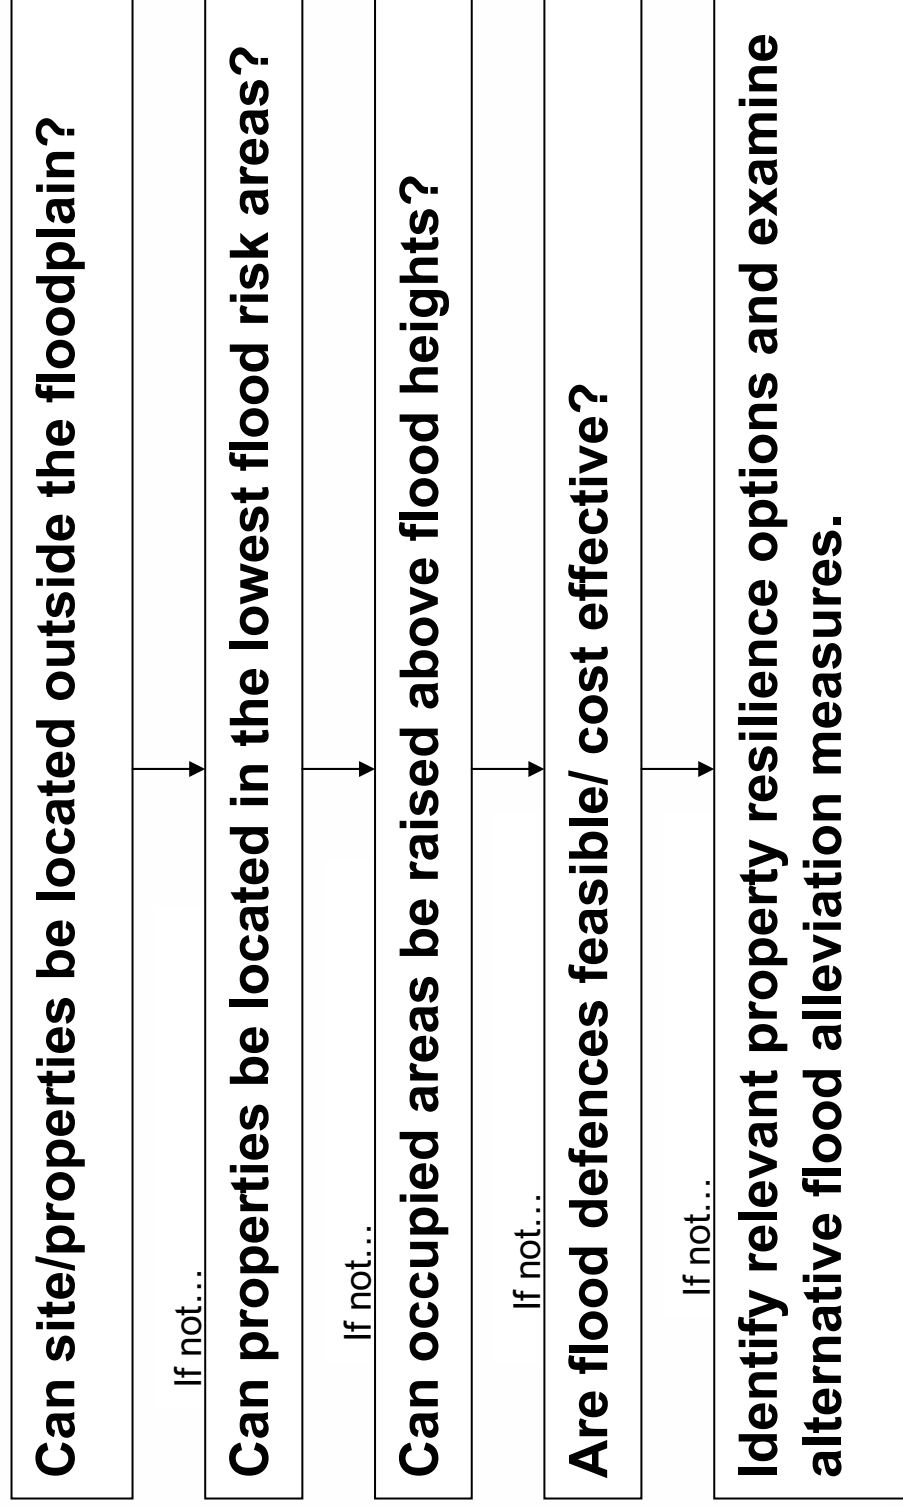 Can site/properties be located outside the floodplain?
If not...
Can properties be located in the lowest flood risk areas?
If not...
Can occupied areas be raised above flood heights?
If not...
Are flood defences feasible/ cost effective?
If not...
Identify relevant property resilience options and examine
alternative flood alleviation measures.